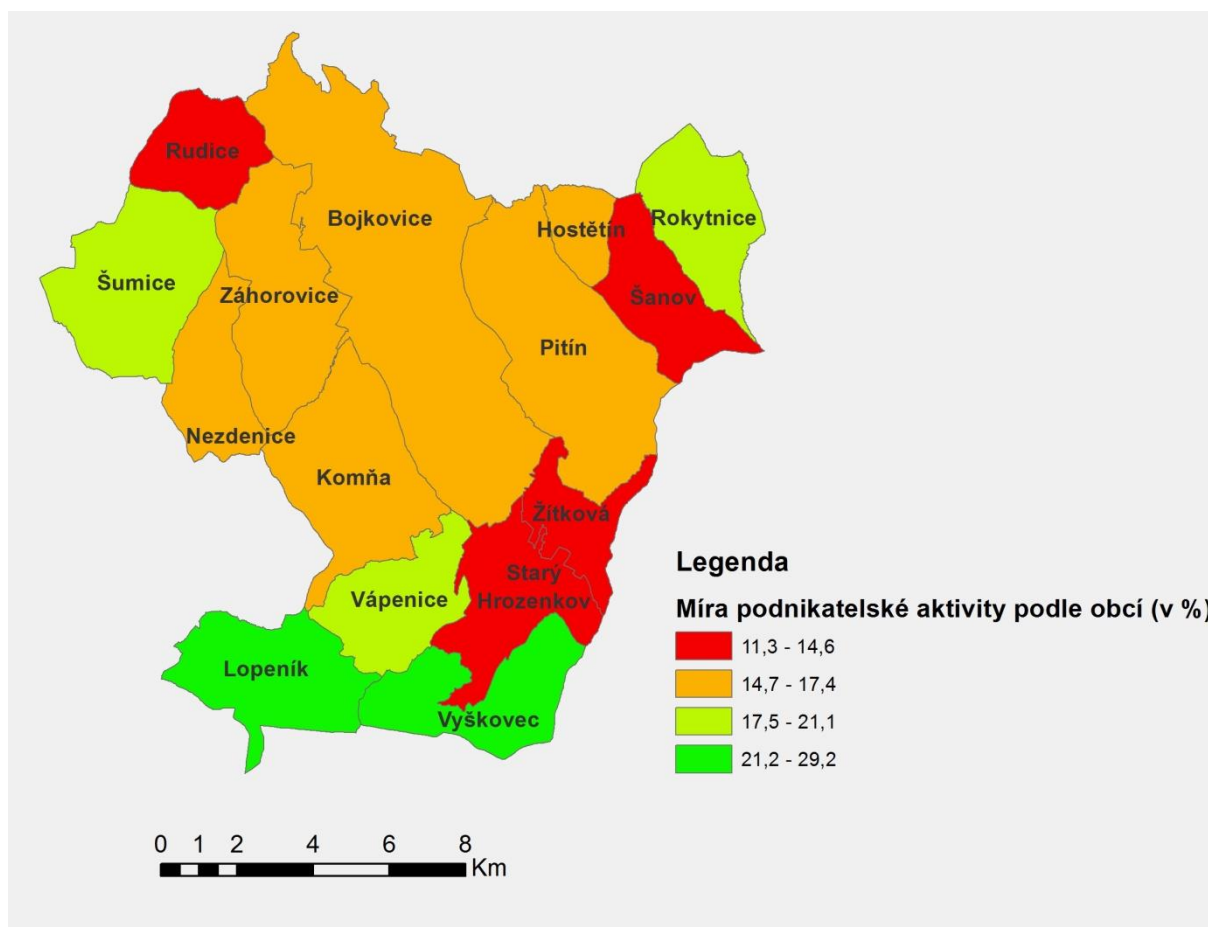 Rudice
Bojkovice
Hostětín
Rokytnice
Šumice
Záhorovice
Šanov
Pitín
Nezdenice
Komňa
Žítková
Starý
Hrozenkov
Vápenice
Lopeník
Vyškovec
Legenda
Míra podnikatelské aktivity podle obcí (v %)
11,3 - 14,6
14,7 - 17,4
17,5 - 21,1
21,2 - 29,2
0 1 2 4 6 8
Km